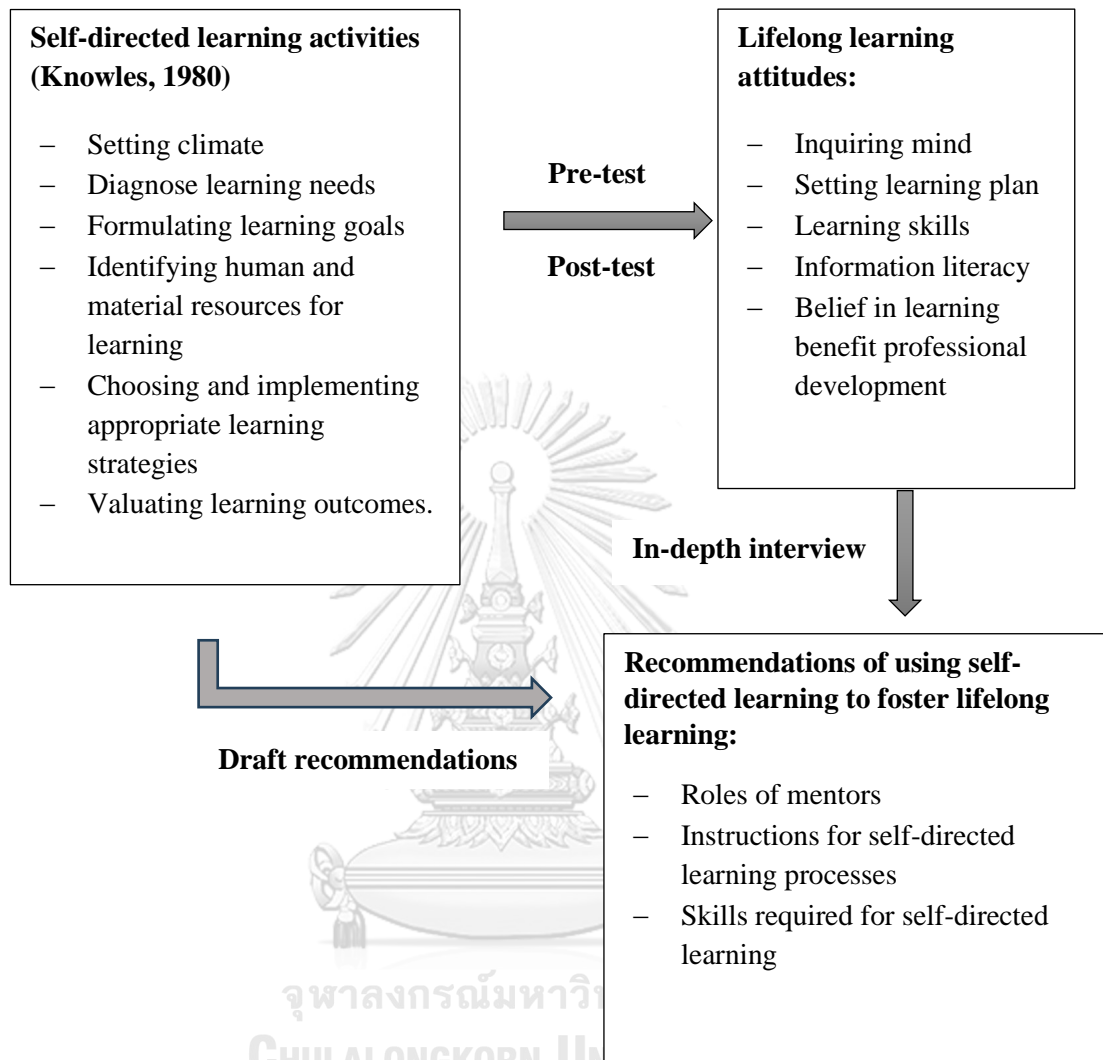 Self-directed learning activities
(Knowles, 1980)
– Setting climate
– Diagnose learning needs
– Formulating learning goals
– Identifying human and
material resources for
learning
– Choosing and implementing
appropriate learning
strategies
– Valuating learning outcomes.
Pre-test
Post-test
Lifelong learning
attitudes:
– Inquiring mind
– Setting learning plan
– Learning skills
– Information literacy
– Belief in learning
benefit professional
development
In-depth interview
Draft recommendations
Recommendations of using self-
directed learning to foster lifelong
learning:
– Roles of mentors
– Instructions for self-directed
learning processes
– Skills required for self-directed
learning
จุฬาลงกรณ์มหาวิ
CHULALONGKORN UN